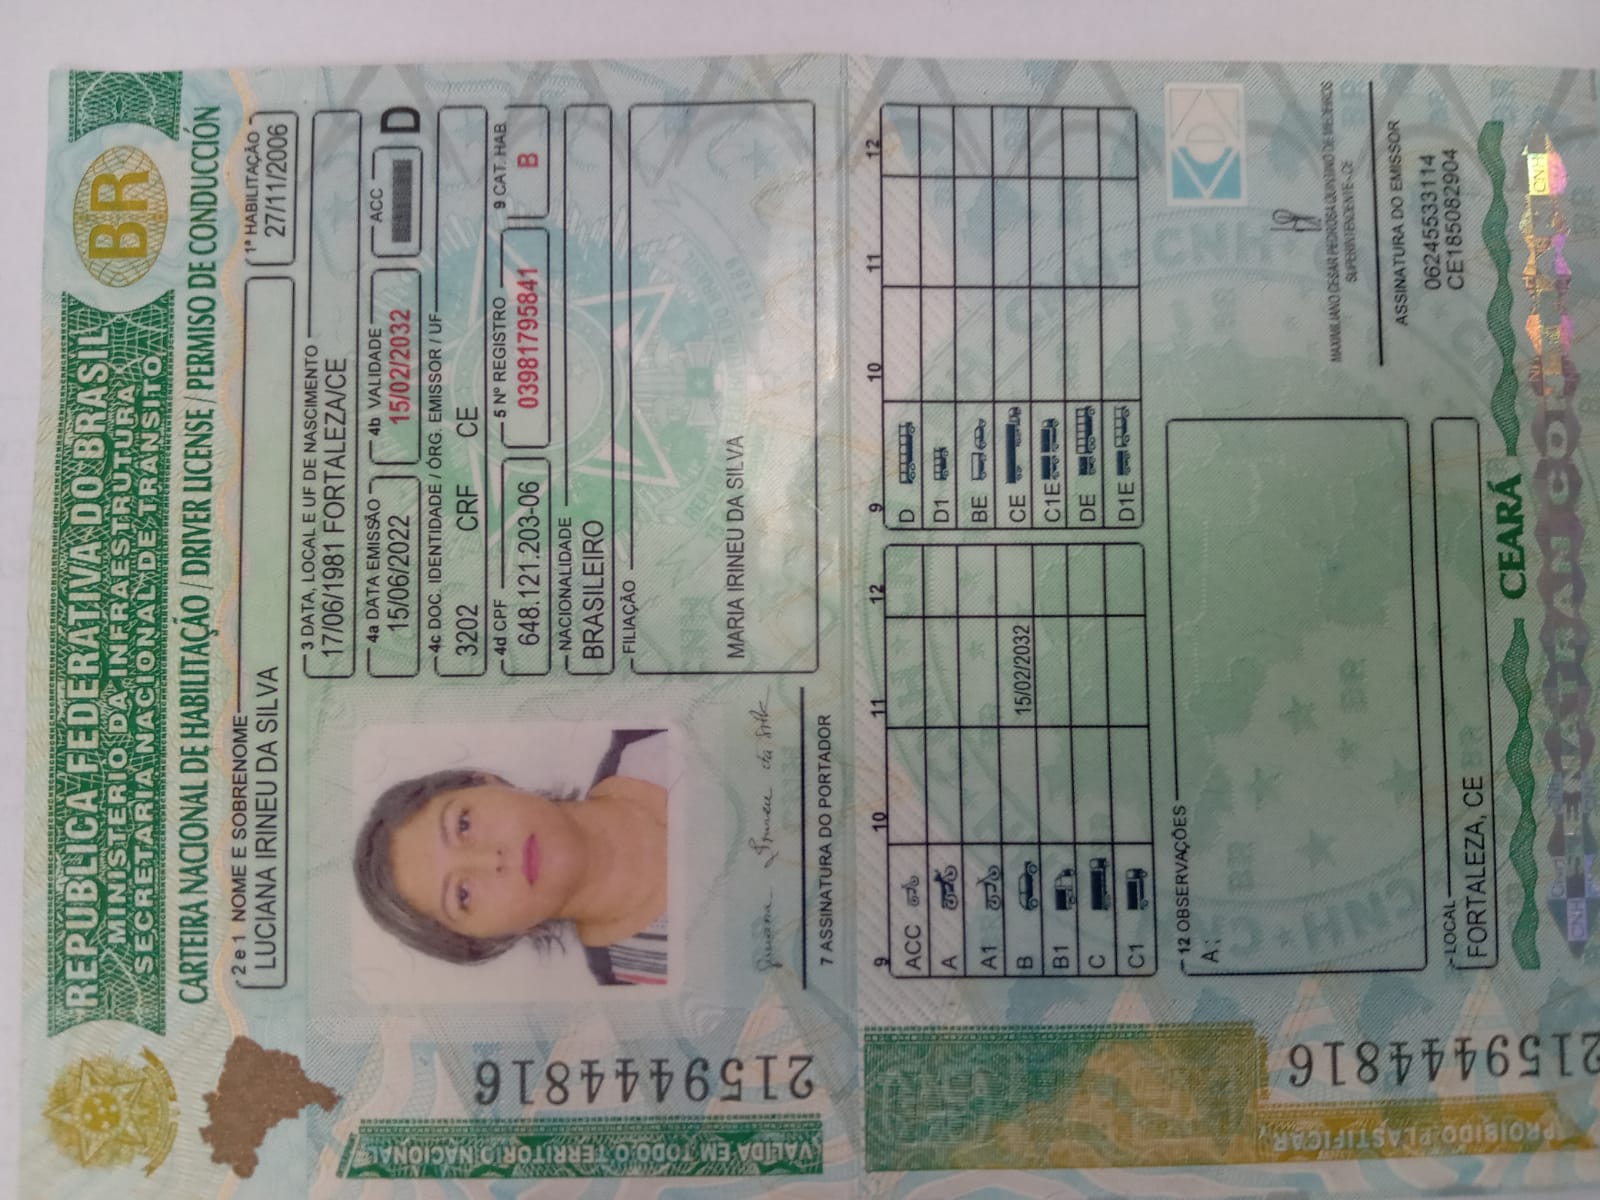 REPÚBLICA FEDERATIVA DO BRASIL
MINISTÉRIO DA INFRAESTRUTURA
SECRETARIA NACIONAL DE TRÂNSITO
BR
CARTEIRA NACIONAL DE HABILITAÇÃO / DRIVER LICENSE / PERMISO DE CONDUCCIÓN
2 e 1 NOME E SOBRENOME
LUCIANA IRINEU DA SILVA
1ª HABILITAÇÃO
27/11/2006
3 DATA, LOCAL E UF DE NASCIMENTO
17/06/1981 FORTALEZA/CE
4a DATA EMISSÃO
15/06/2022
4b VALIDADE
15/02/2032
ACC
D
4c DOC. IDENTIDADE / ÓRG. EMISSOR / UF
3202 CRF CE
4d CPF
648.121.203-06
5 Nº REGISTRO
03981795841
9 CAT. HAB.
B
NACIONALIDADE
BRASILEIRO
FILIAÇÃO
MARIA IRINEU DA SILVA
Luciana Irineu da Silva
7 ASSINATURA DO PORTADOR
2159444816
VÁLIDA EM TODO O TERRITÓRIO NACIONAL
9 10 11 12
ACC
A
A1
B 15/02/2032
B1
C
C1
9 10 11 12
D
D1
BE
CE
C1E
DE
D1E
12 OBSERVAÇÕES
A;
MAXIMILIANO CESAR PEDROSA QUINTINO DE MEDEIROS
SUPERINTENDENTE-CE
ASSINATURA DO EMISSOR
06245533114
CE185082904
LOCAL
FORTALEZA, CE
2159444816
PROIBIDO PLASTIFICAR
CEARÁ
SENATRAN CO